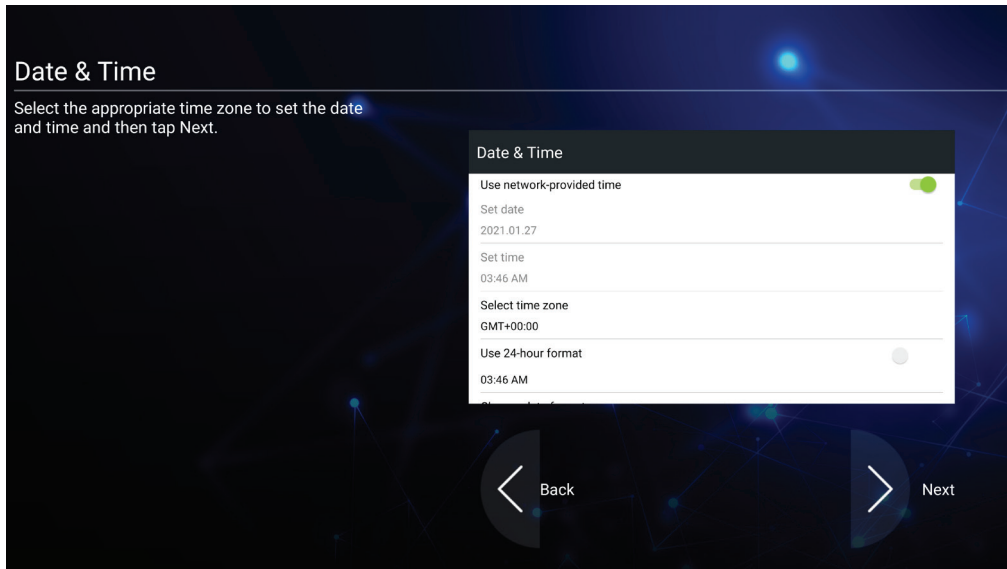 Date & Time
Select the appropriate time zone to set the date
and time and then tap Next.
Date & Time
Use network-provided time
Set date
2021.01.27
Set time
03:46 AM
Select time zone
GMT+00:00
Use 24-hour format
03:46 AM
Back
Next